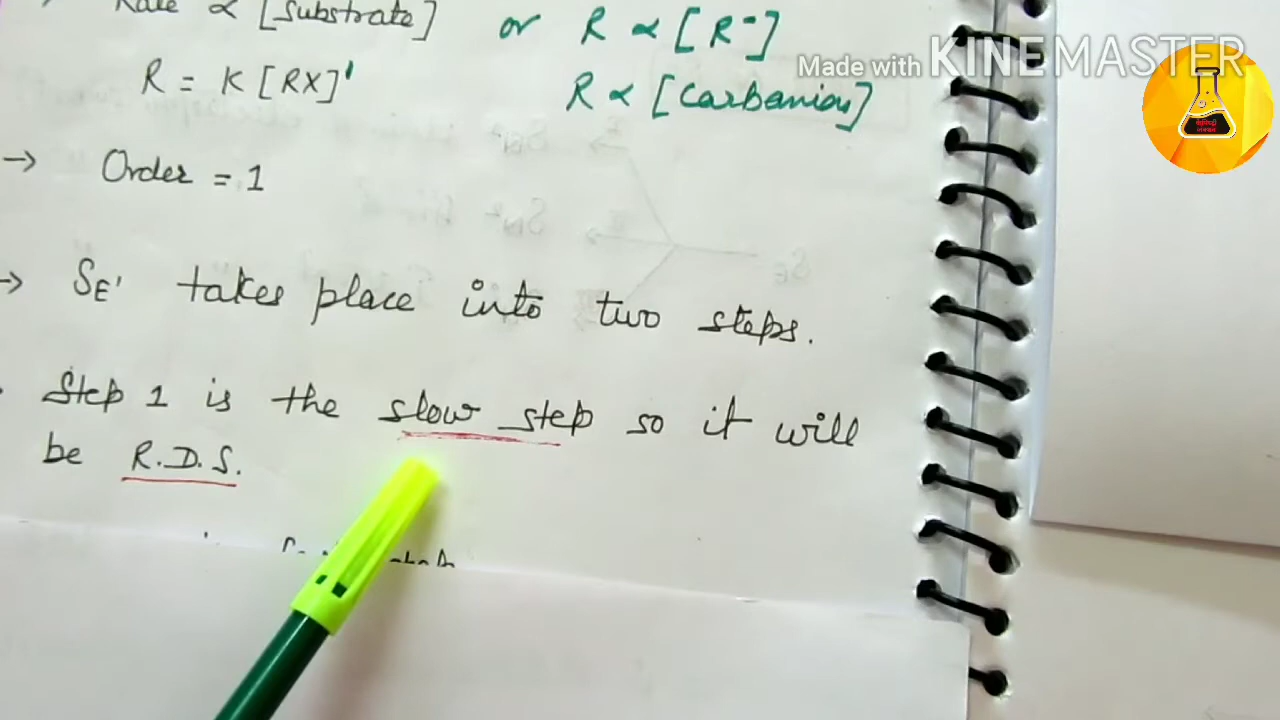 Rate ∝ [Substrate] or R ∝ [R⁻]
R = K [RX]¹ R ∝ [Carbanion]
→ Order = 1
→ SE¹ takes place into two steps.
Step 1 is the slow step so it will
be R.D.S.
Made with KINEMASTER